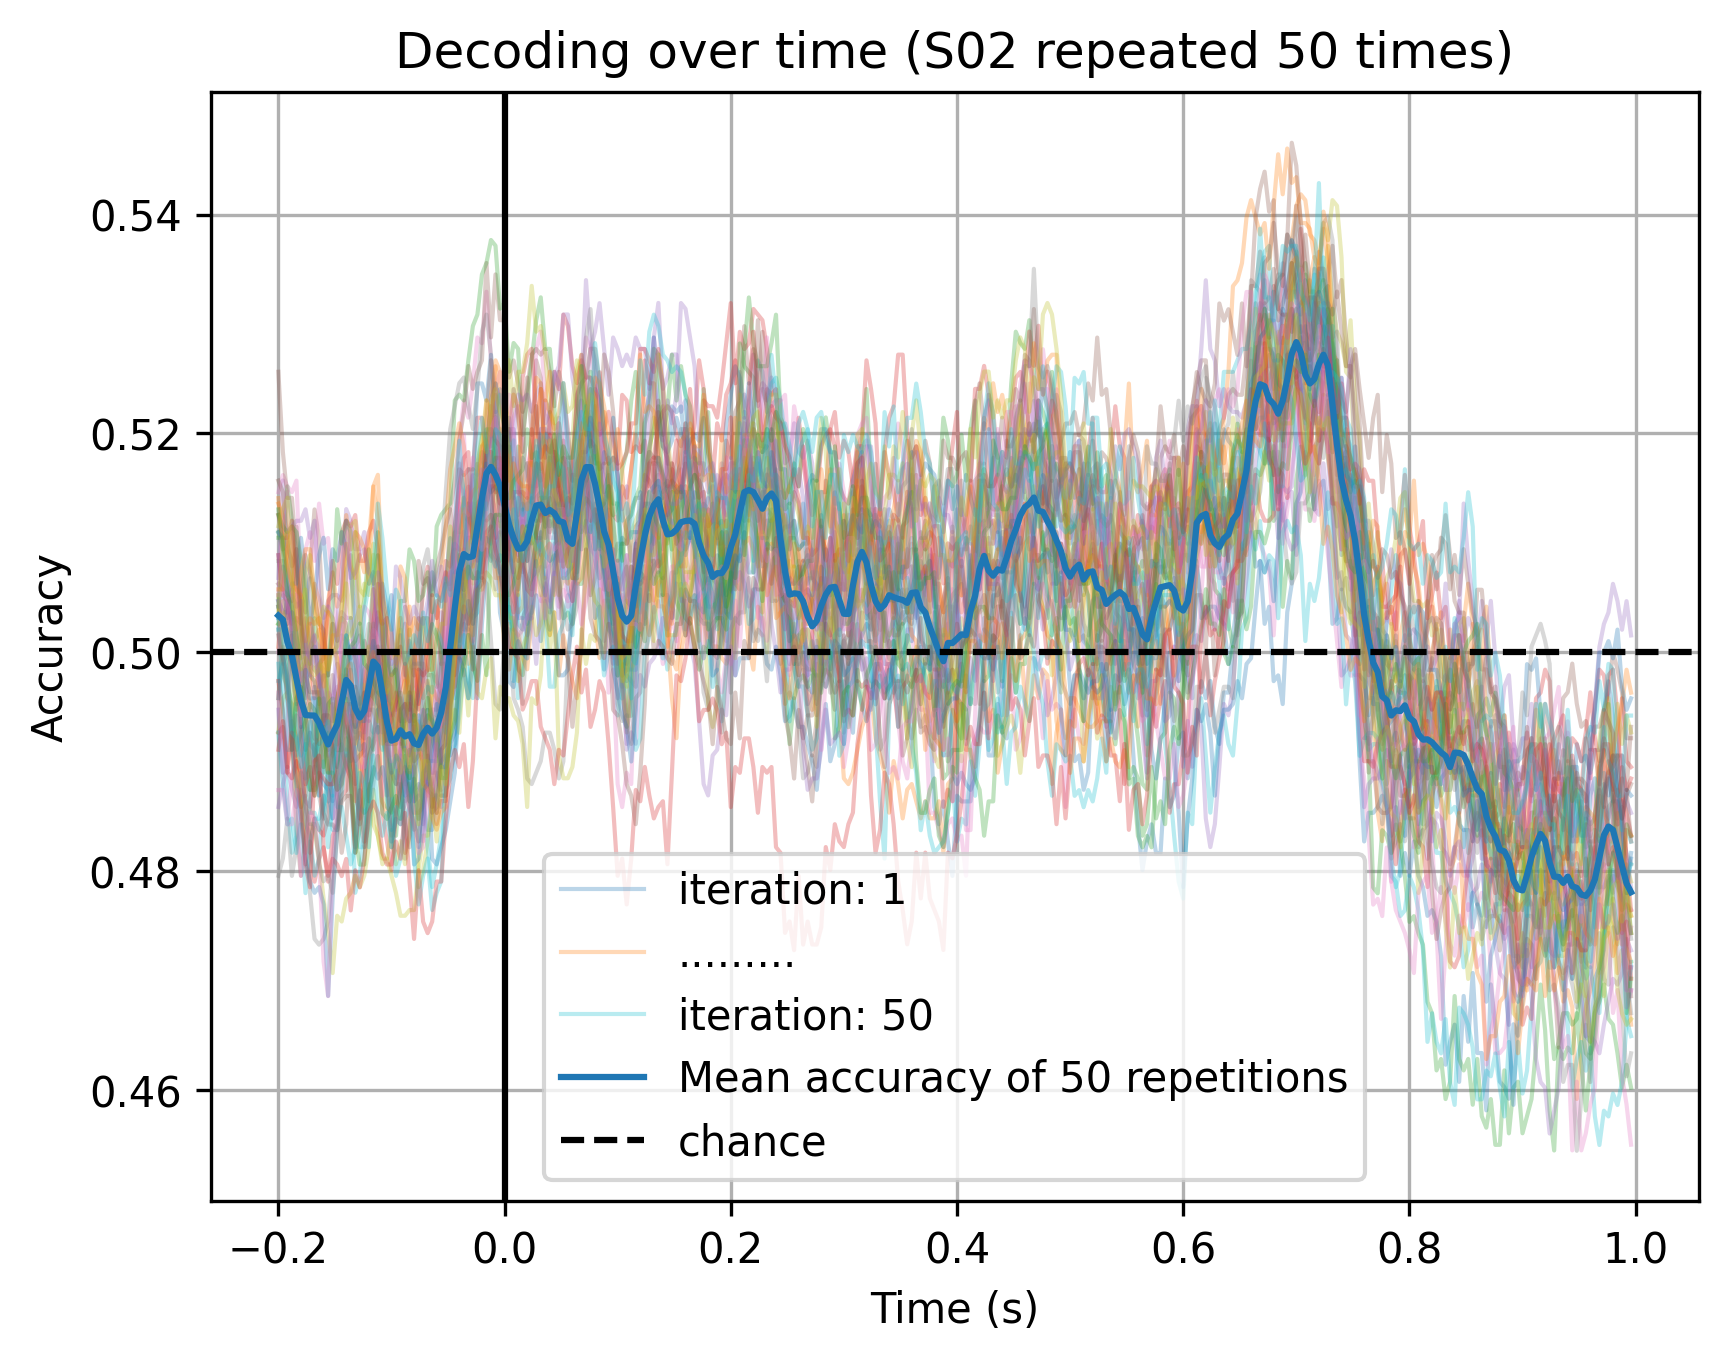 Decoding over time (S02 repeated 50 times)
Accuracy
0.54
0.52
0.50
0.48
0.46
iteration: 1
.........
iteration: 50
Mean accuracy of 50 repetitions
chance
−0.2 0.0 0.2 0.4 0.6 0.8 1.0
Time (s)